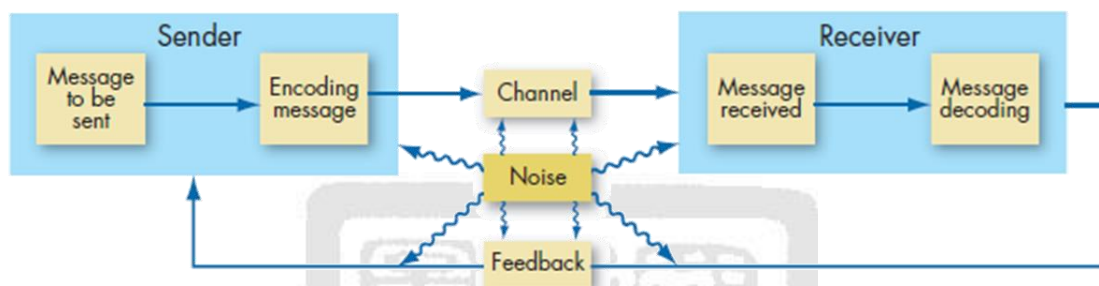 Sender
Receiver
Message
to be
sent
Encoding
message
Channel
Message
received
Message
decoding
Noise
Feedback